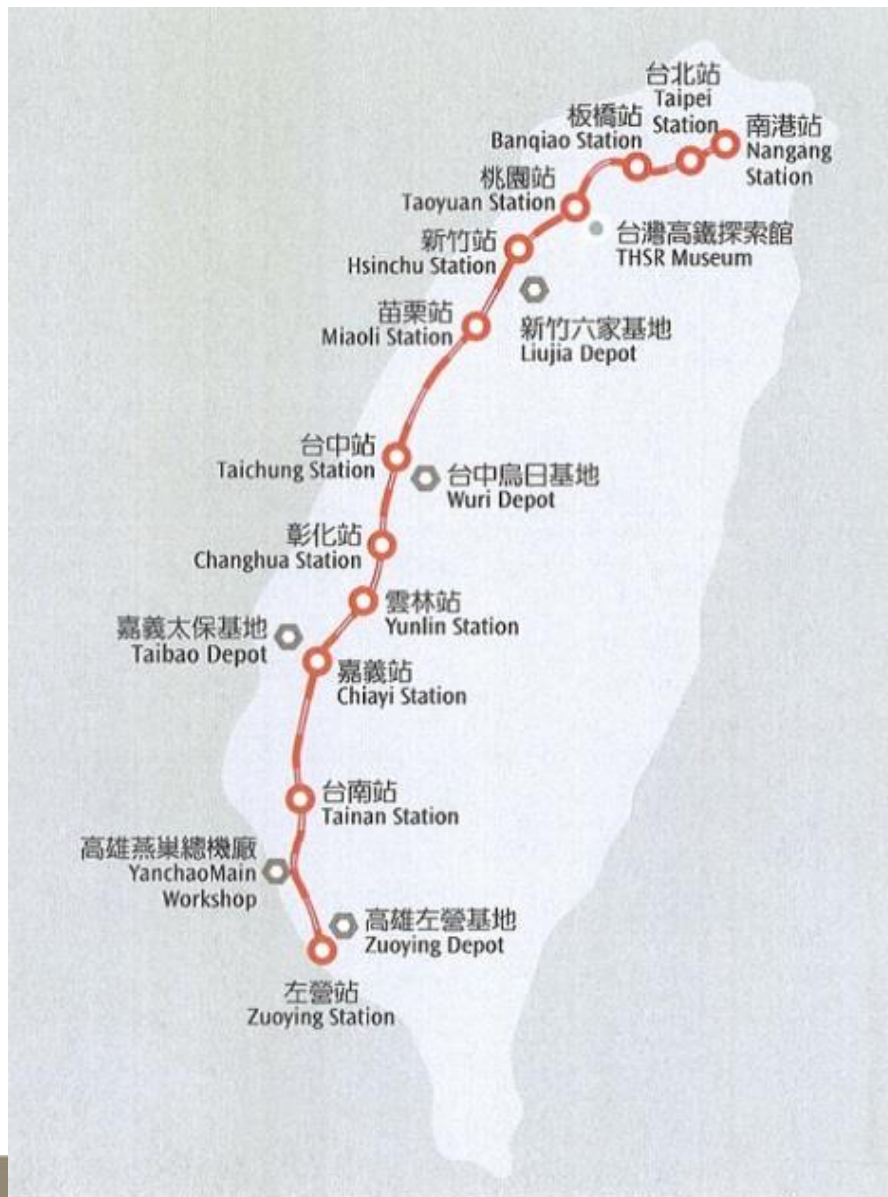 台北站
Taipei
Station
板橋站
Banqiao Station
南港站
Nangang
Station
桃園站
Taoyuan Station
台灣高鐵探索館
THSR Museum
新竹站
Hsinchu Station
新竹六家基地
Liujia Depot
苗栗站
Miaoli Station
台中站
Taichung Station
台中烏日基地
Wuri Depot
彰化站
Changhua Station
雲林站
Yunlin Station
嘉義太保基地
Taibao Depot
嘉義站
Chiayi Station
台南站
Tainan Station
高雄燕巢總機廠
YanchaoMain
Workshop
高雄左營基地
Zuoying Depot
左營站
Zuoying Station